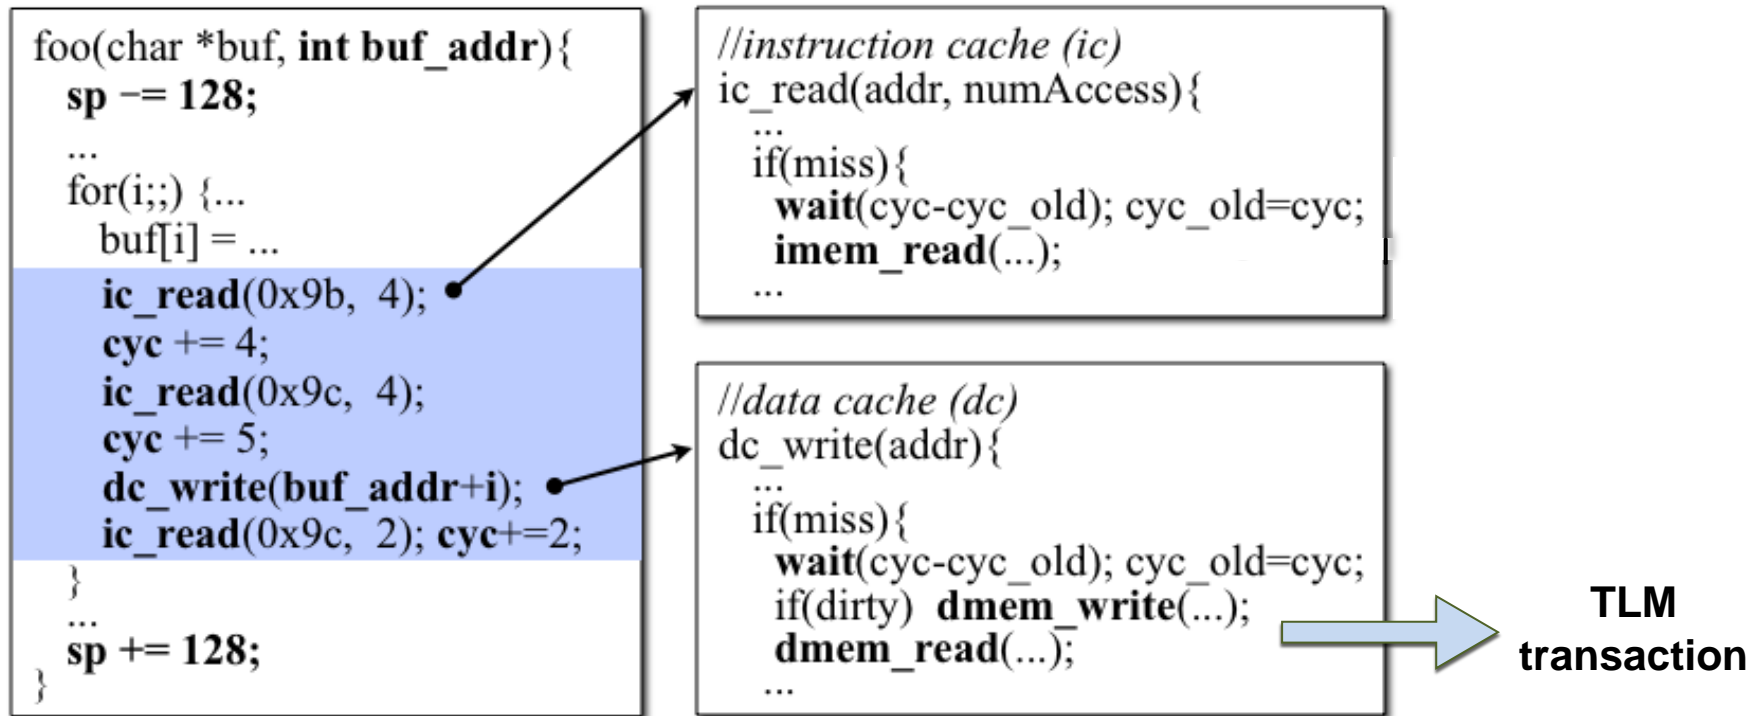 foo(char *buf, int buf_addr){
sp −= 128;
...
for(i;;) {...
buf[i] = ...
ic_read(0x9b, 4);
cyc += 4;
ic_read(0x9c, 4);
cyc += 5;
dc_write(buf_addr+i);
ic_read(0x9c, 2); cyc+=2;
}
...
sp += 128;
}
//instruction cache (ic)
ic_read(addr, numAccess){
...
if(miss){
wait(cyc-cyc_old); cyc_old=cyc;
imem_read(...);
...
//data cache (dc)
dc_write(addr){
...
if(miss){
wait(cyc-cyc_old); cyc_old=cyc;
if(dirty) dmem_write(...);
dmem_read(...);
...
TLM
transaction